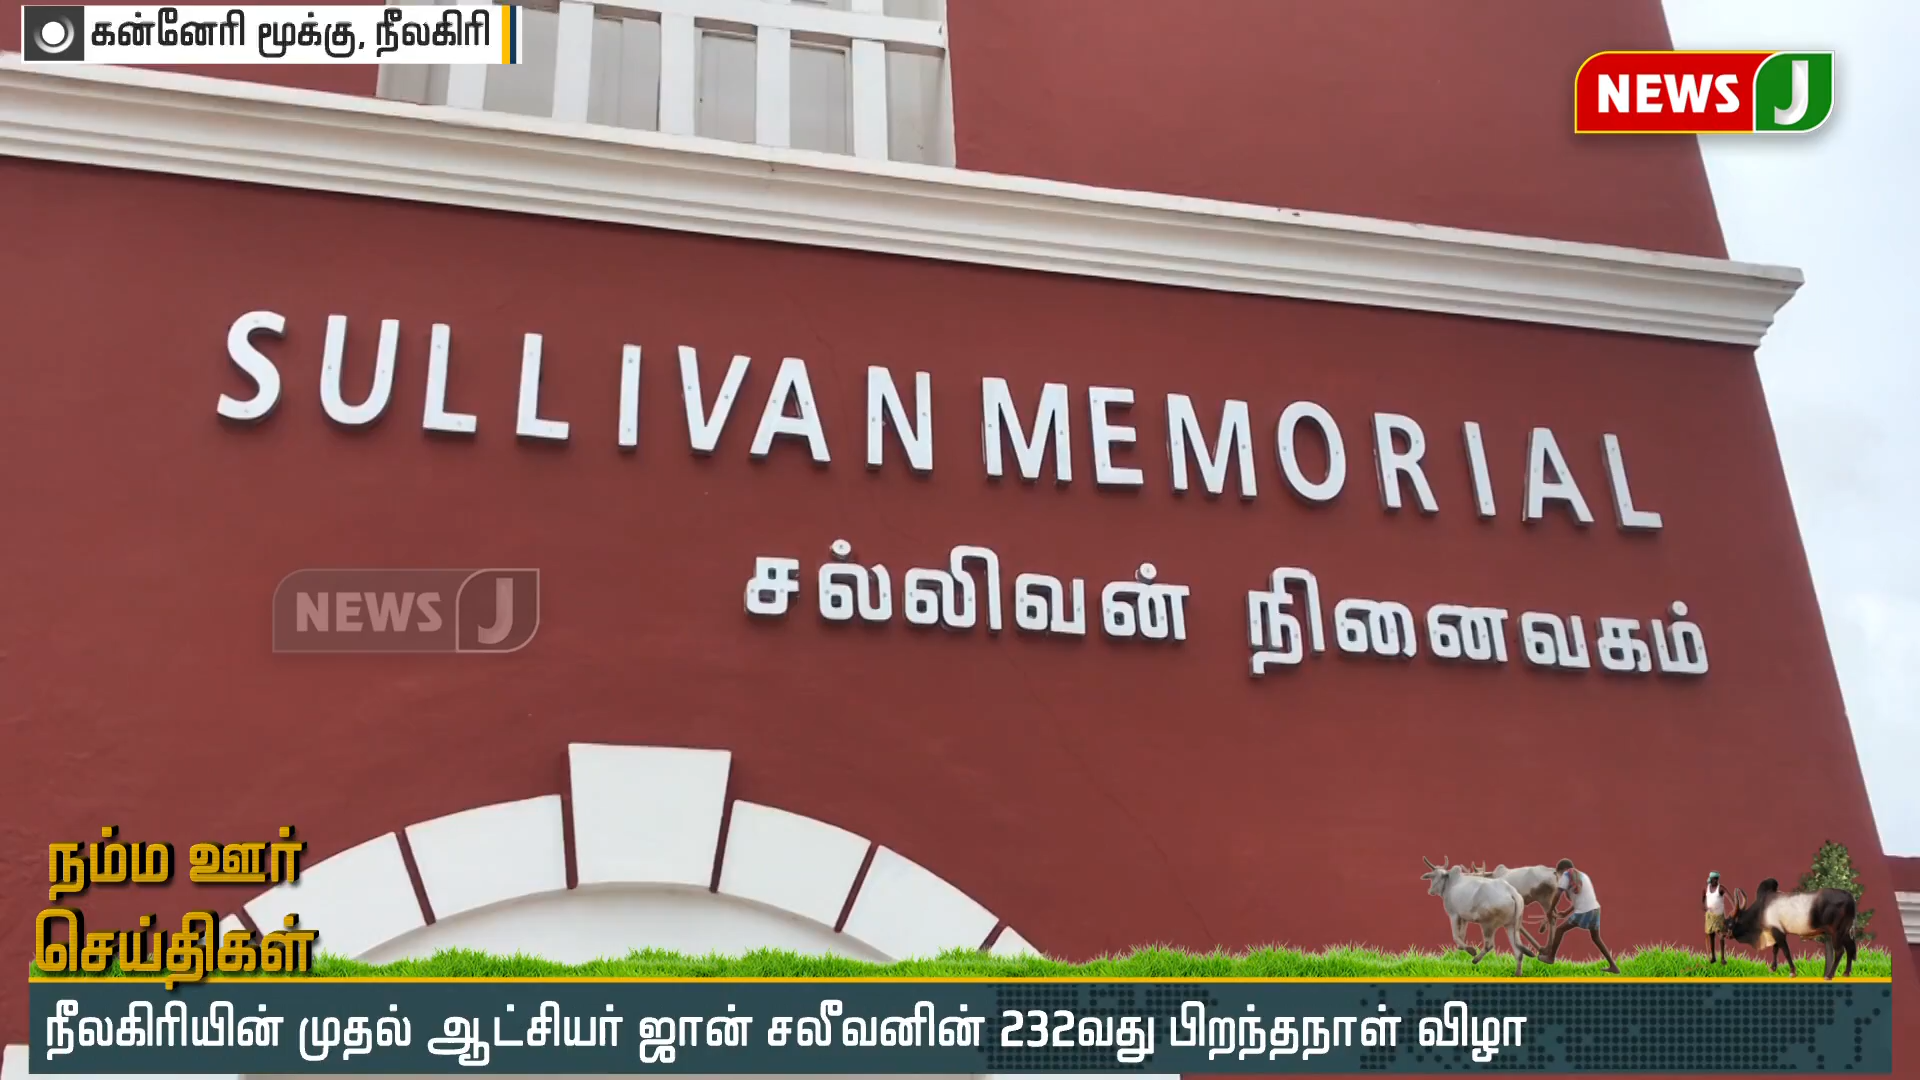 கன்னேரி மூக்கு, நீலகிரி
NEWS J
SULLIVAN MEMORIAL
சல்லிவன் நினைவகம்
NEWS J
நம்ம ஊர்
செய்திகள்
நீலகிரியின் முதல் ஆட்சியர் ஜான் சலீவனின் 232வது பிறந்தநாள் விழா